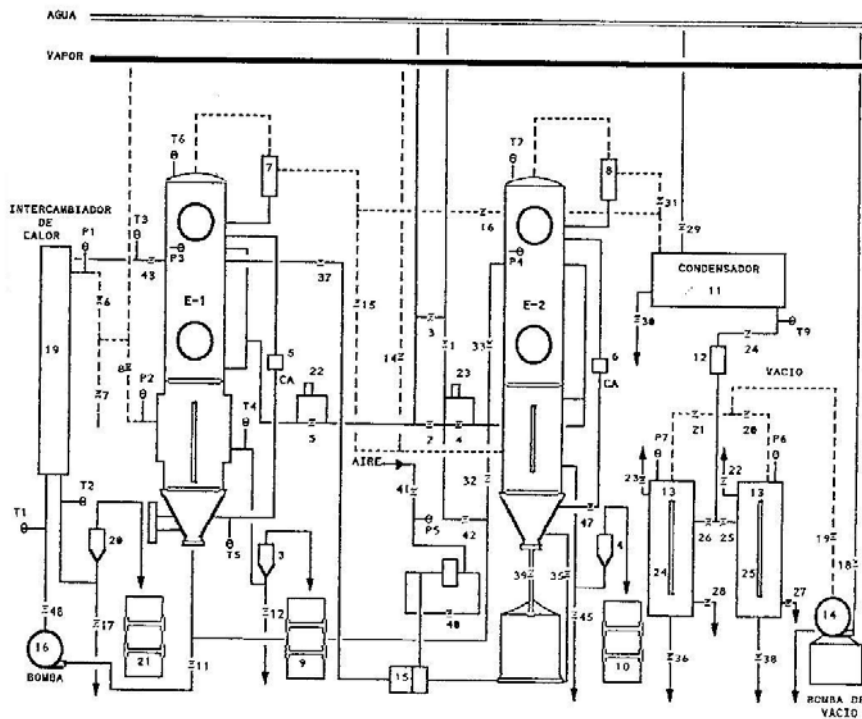 AGUA
VAPOR
T6
7
T7
8
31
INTERCAMBIADOR
DE
CALOR
P1
T3
16
29
P3
43
37
P4
CONDENSADOR
11
6
E-1
15
E-2
30
T9
19
8
3
1
33
14
24
5
CA
22
23
6
CA
12
VACIO
7
P2
T4
5
2
4
21
20
P7
P6
AIRE
23
22
41
32
T2
13
13
T1
20
T5
3
P5
42
47
4
26
25
19
18
39
35
24
25
48
17
12
40
45
28
27
14
16
11
21
9
15
10
36
38
BOMBA
BOMBA DE
VACIO